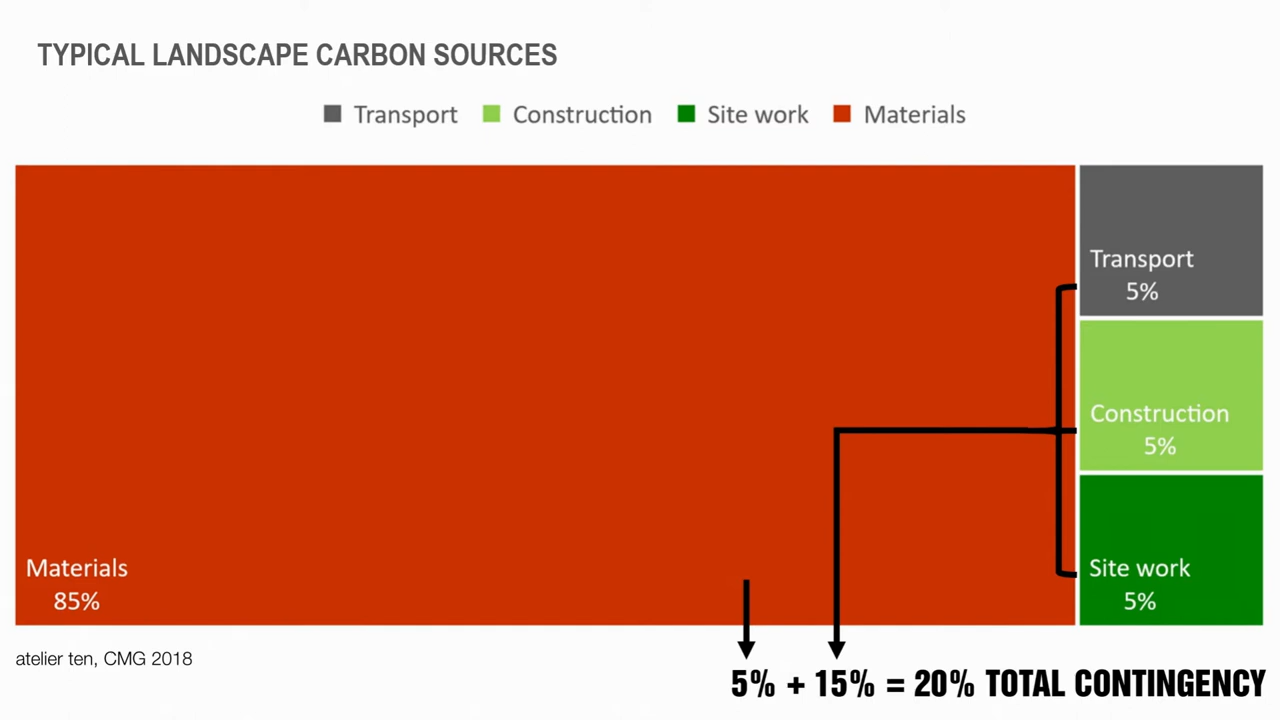 TYPICAL LANDSCAPE CARBON SOURCES
Transport Construction Site work Materials
Transport
5%
Construction
5%
Materials
85%
Site work
5%
atelier ten, CMG 2018
5% + 15% = 20% TOTAL CONTINGENCY